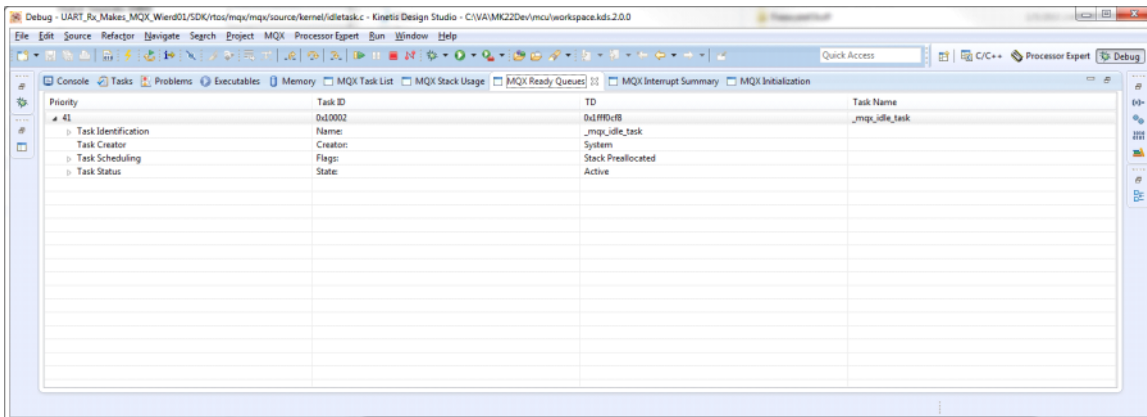 Debug - UART_Rx_Makes_MQX_Wierd01/SDK/rtos/mqx/mqx/source/kernel/idletask.c - Kinetis Design Studio - C:\VA\MK22Dev\mcu\workspace.kds.2.0.0
File Edit Source Refactor Navigate Search Project MQX Processor Expert Run Window Help
Quick Access C/C++ Processor Expert Debug
Console Tasks Problems Executables Memory MQX Task List MQX Stack Usage MQX Ready Queues MQX Interrupt Summary MQX Initialization
Priority Task ID TD Task Name
41 0x10002 0x1fff0cf8 _mqx_idle_task
Task Identification Name: _mqx_idle_task
Task Creator Creator: System
Task Scheduling Flags: Stack Preallocated
Task Status State: Active